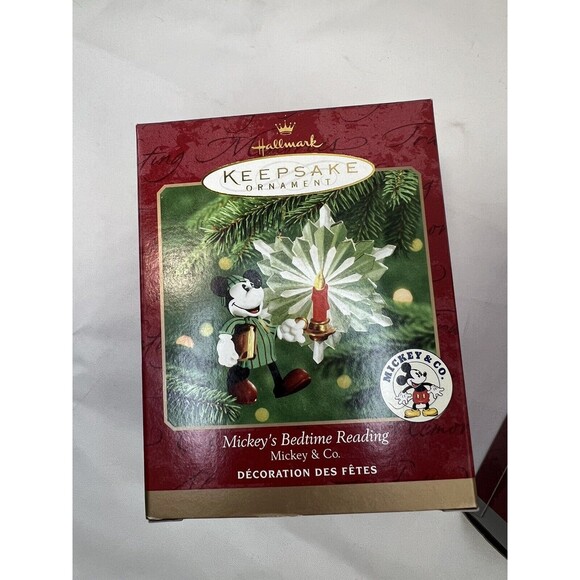 Hallmark
KEEPSAKE
ORNAMENT
MICKEY & CO.
Mickey's Bedtime Reading
Mickey & Co.
DÉCORATION DES FÊTES